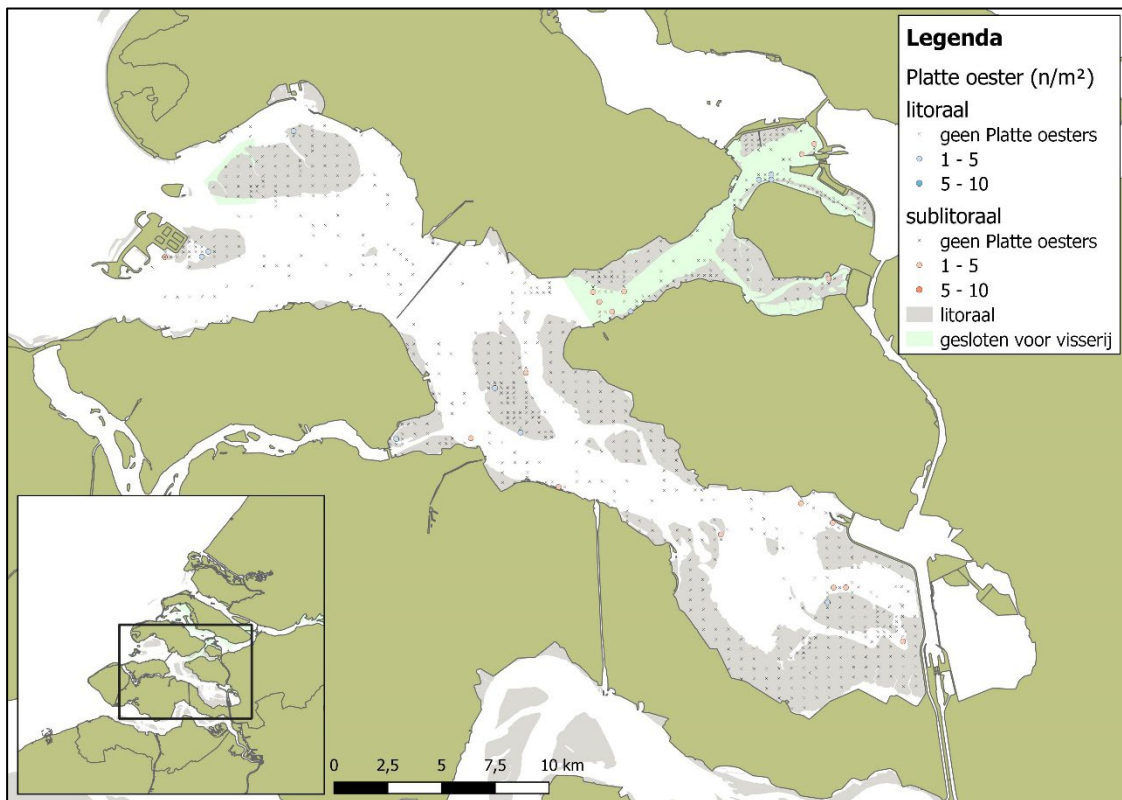 Legenda
Platte oester (n/m²)
litoraal
geen Platte oesters
1 - 5
5 - 10
sublitoraal
geen Platte oesters
1 - 5
5 - 10
litoraal
gesloten voor visserij
0 2,5 5 7,5 10 km